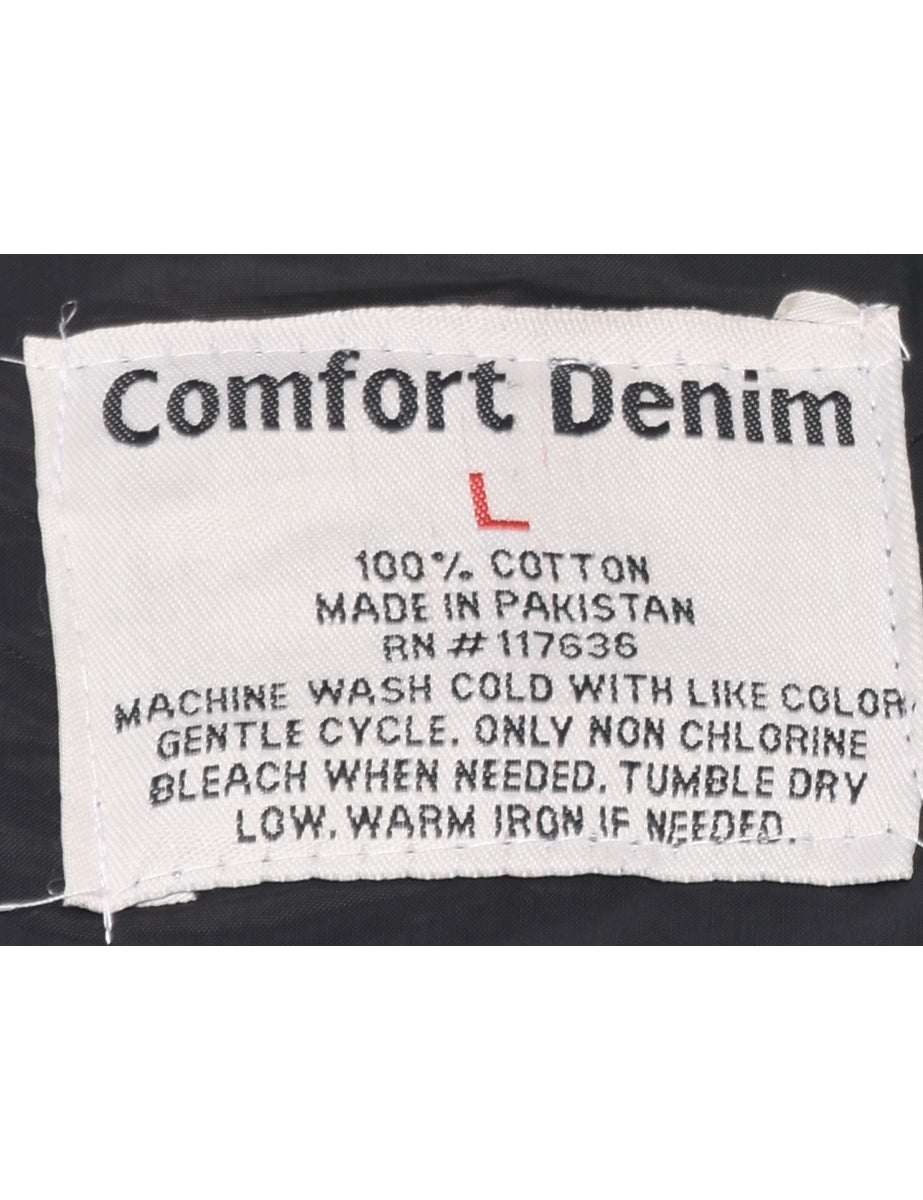 Comfort Denim
L
100% COTTON
MADE IN PAKISTAN
RN # 117636
MACHINE WASH COLD WITH LIKE COLOR,
GENTLE CYCLE. ONLY NON CHLORINE
BLEACH WHEN NEEDED. TUMBLE DRY
LOW. WARM IRON IF NEEDED.